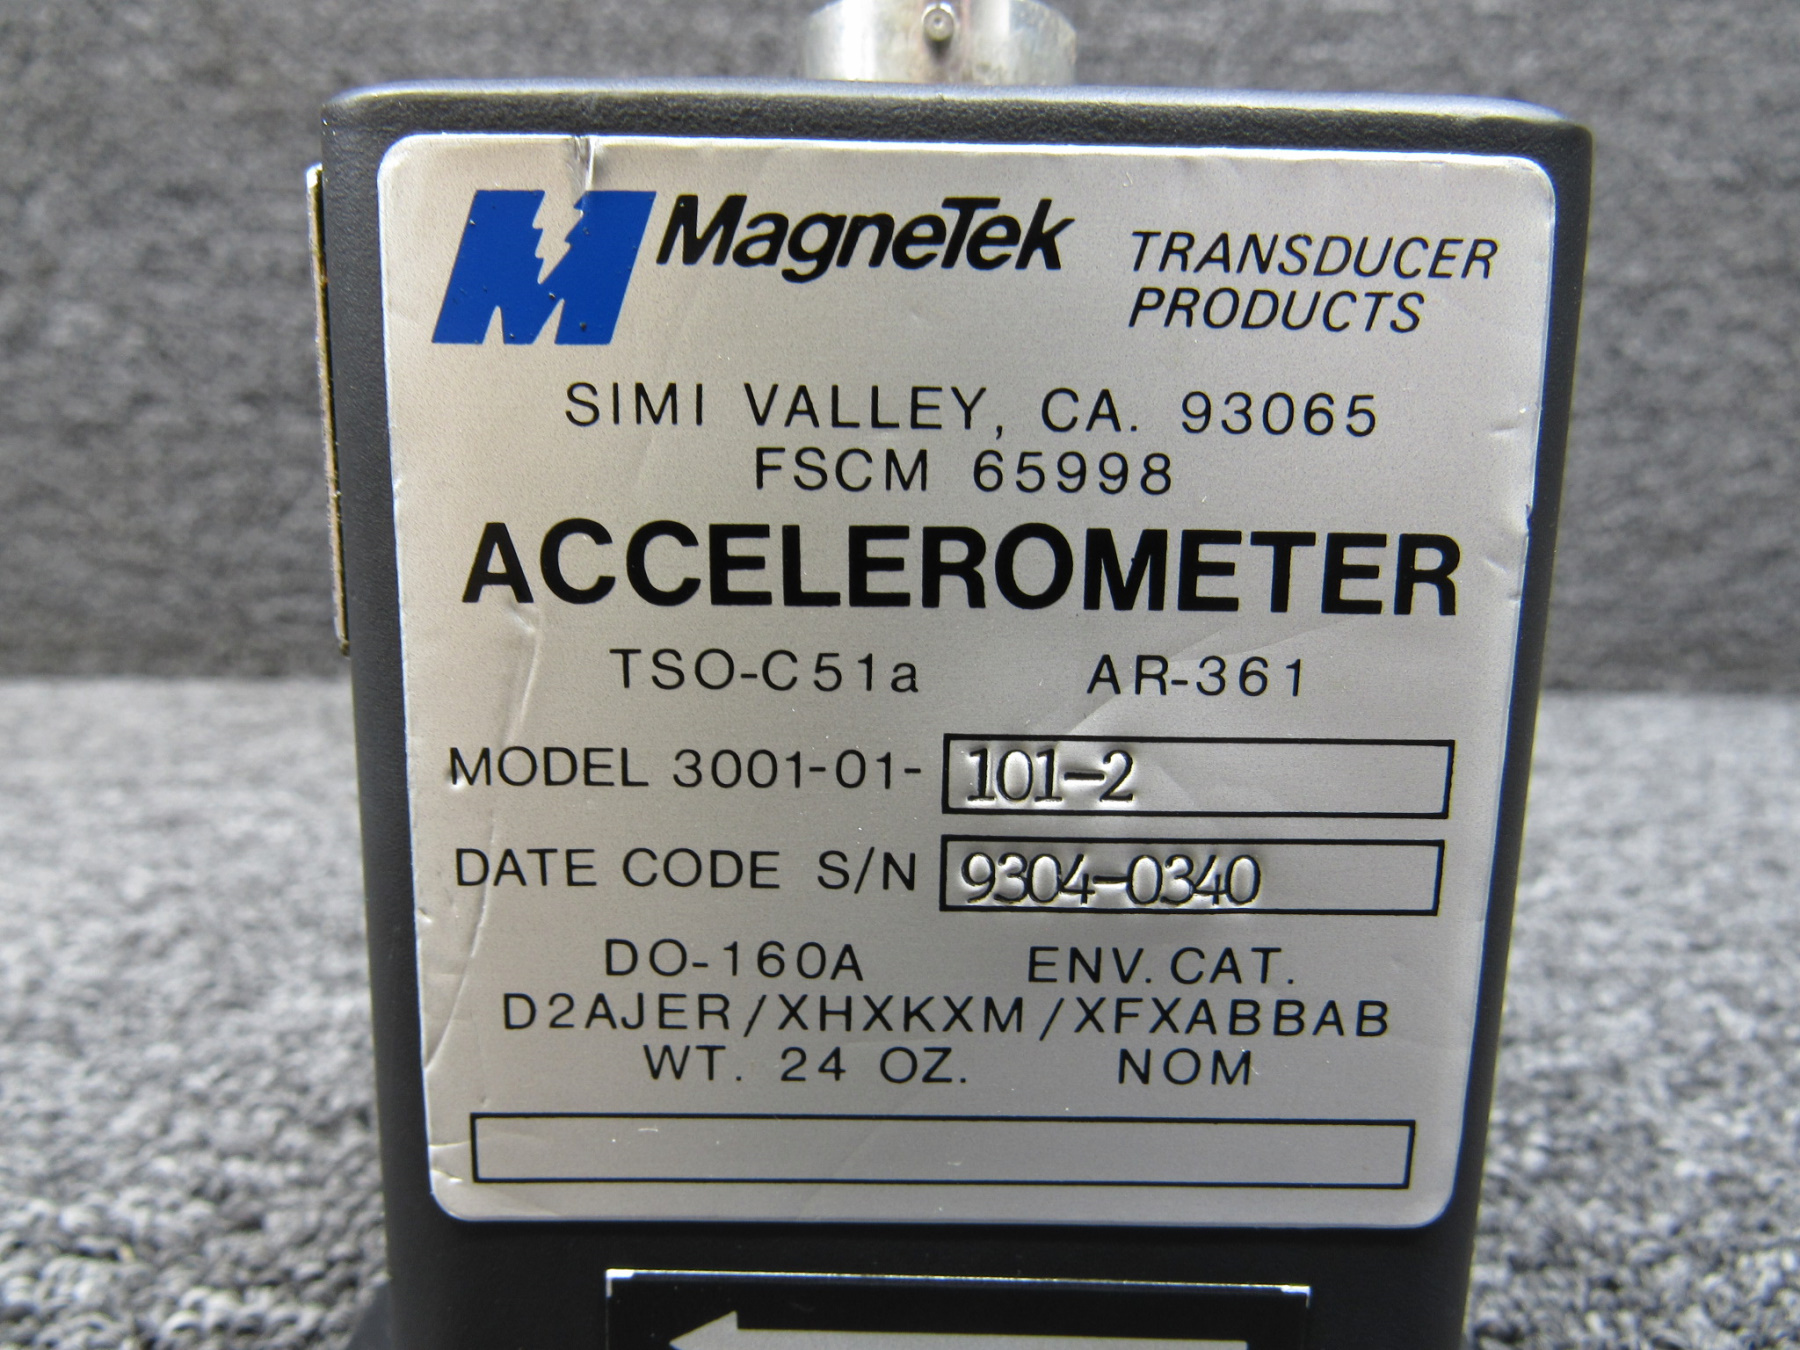 MagneTek TRANSDUCER
PRODUCTS
SIMI VALLEY, CA. 93065
FSCM 65998
ACCELEROMETER
TSO-C51a AR-361
MODEL 3001-01- 101-2
DATE CODE S/N 9304-0340
DO-160A ENV. CAT.
D2AJER/XHXKXM/XFXABBAB
WT. 24 OZ. NOM